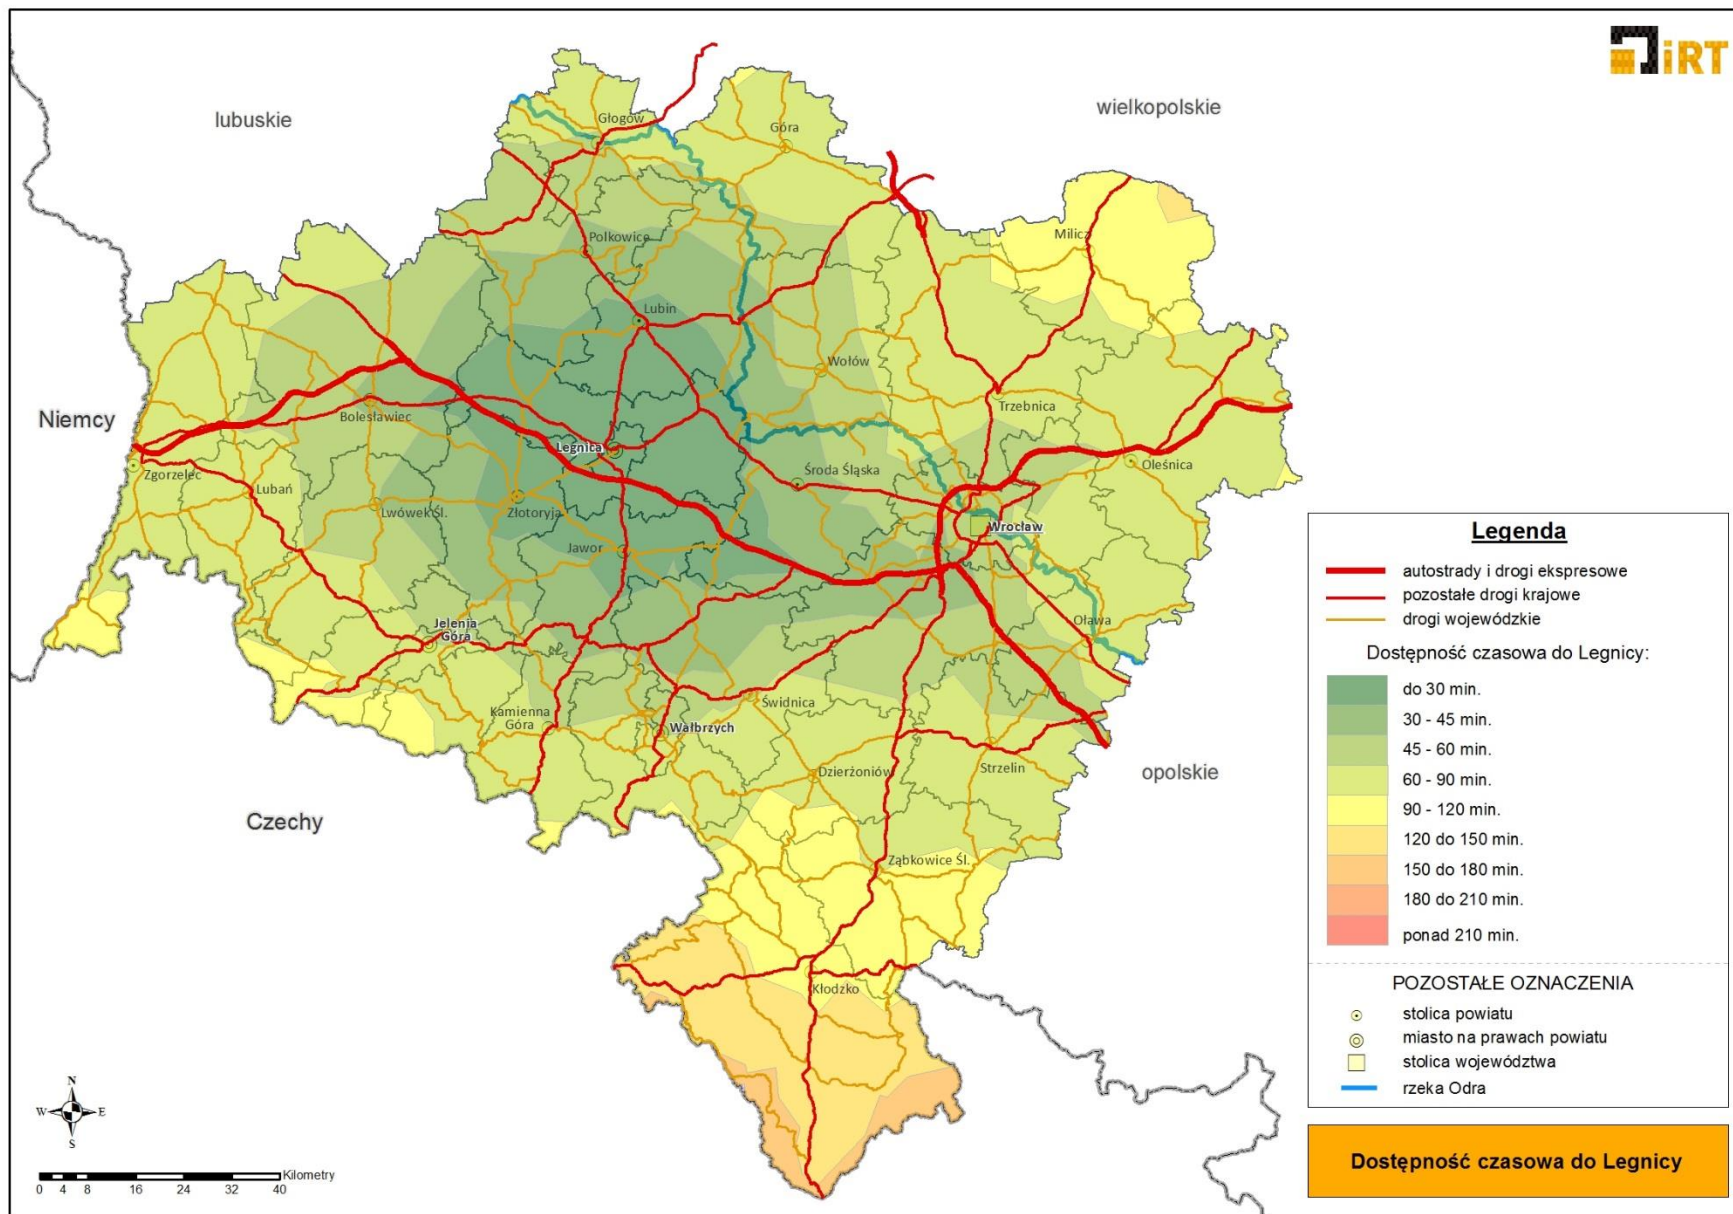 iRT
lubuskie
wielkopolskie
Głogów
Góra
Milicz
Polkowice
Lubin
Wołów
Trzebnica
Niemcy
Bolesławiec
Legnica
Środa Śląska
Oleśnica
Zgorzelec
Lubań
Lwówek Śl.
Złotoryja
Wrocław
Jawor
Jelenia
Góra
Oława
Kamienna
Góra
Świdnica
Wałbrzych
Dzierżoniów
Strzelin
opolskie
Czechy
Ząbkowice Śl.
Kłodzko
Legenda
autostrady i drogi ekspresowe
pozostałe drogi krajowe
drogi wojewódzkie
Dostępność czasowa do Legnicy:
do 30 min.
30 - 45 min.
45 - 60 min.
60 - 90 min.
90 - 120 min.
120 do 150 min.
150 do 180 min.
180 do 210 min.
ponad 210 min.
POZOSTAŁE OZNACZENIA
stolica powiatu
miasto na prawach powiatu
stolica województwa
rzeka Odra
N
W E
S
Kilometry
0 4 8 16 24 32 40
Dostępność czasowa do Legnicy